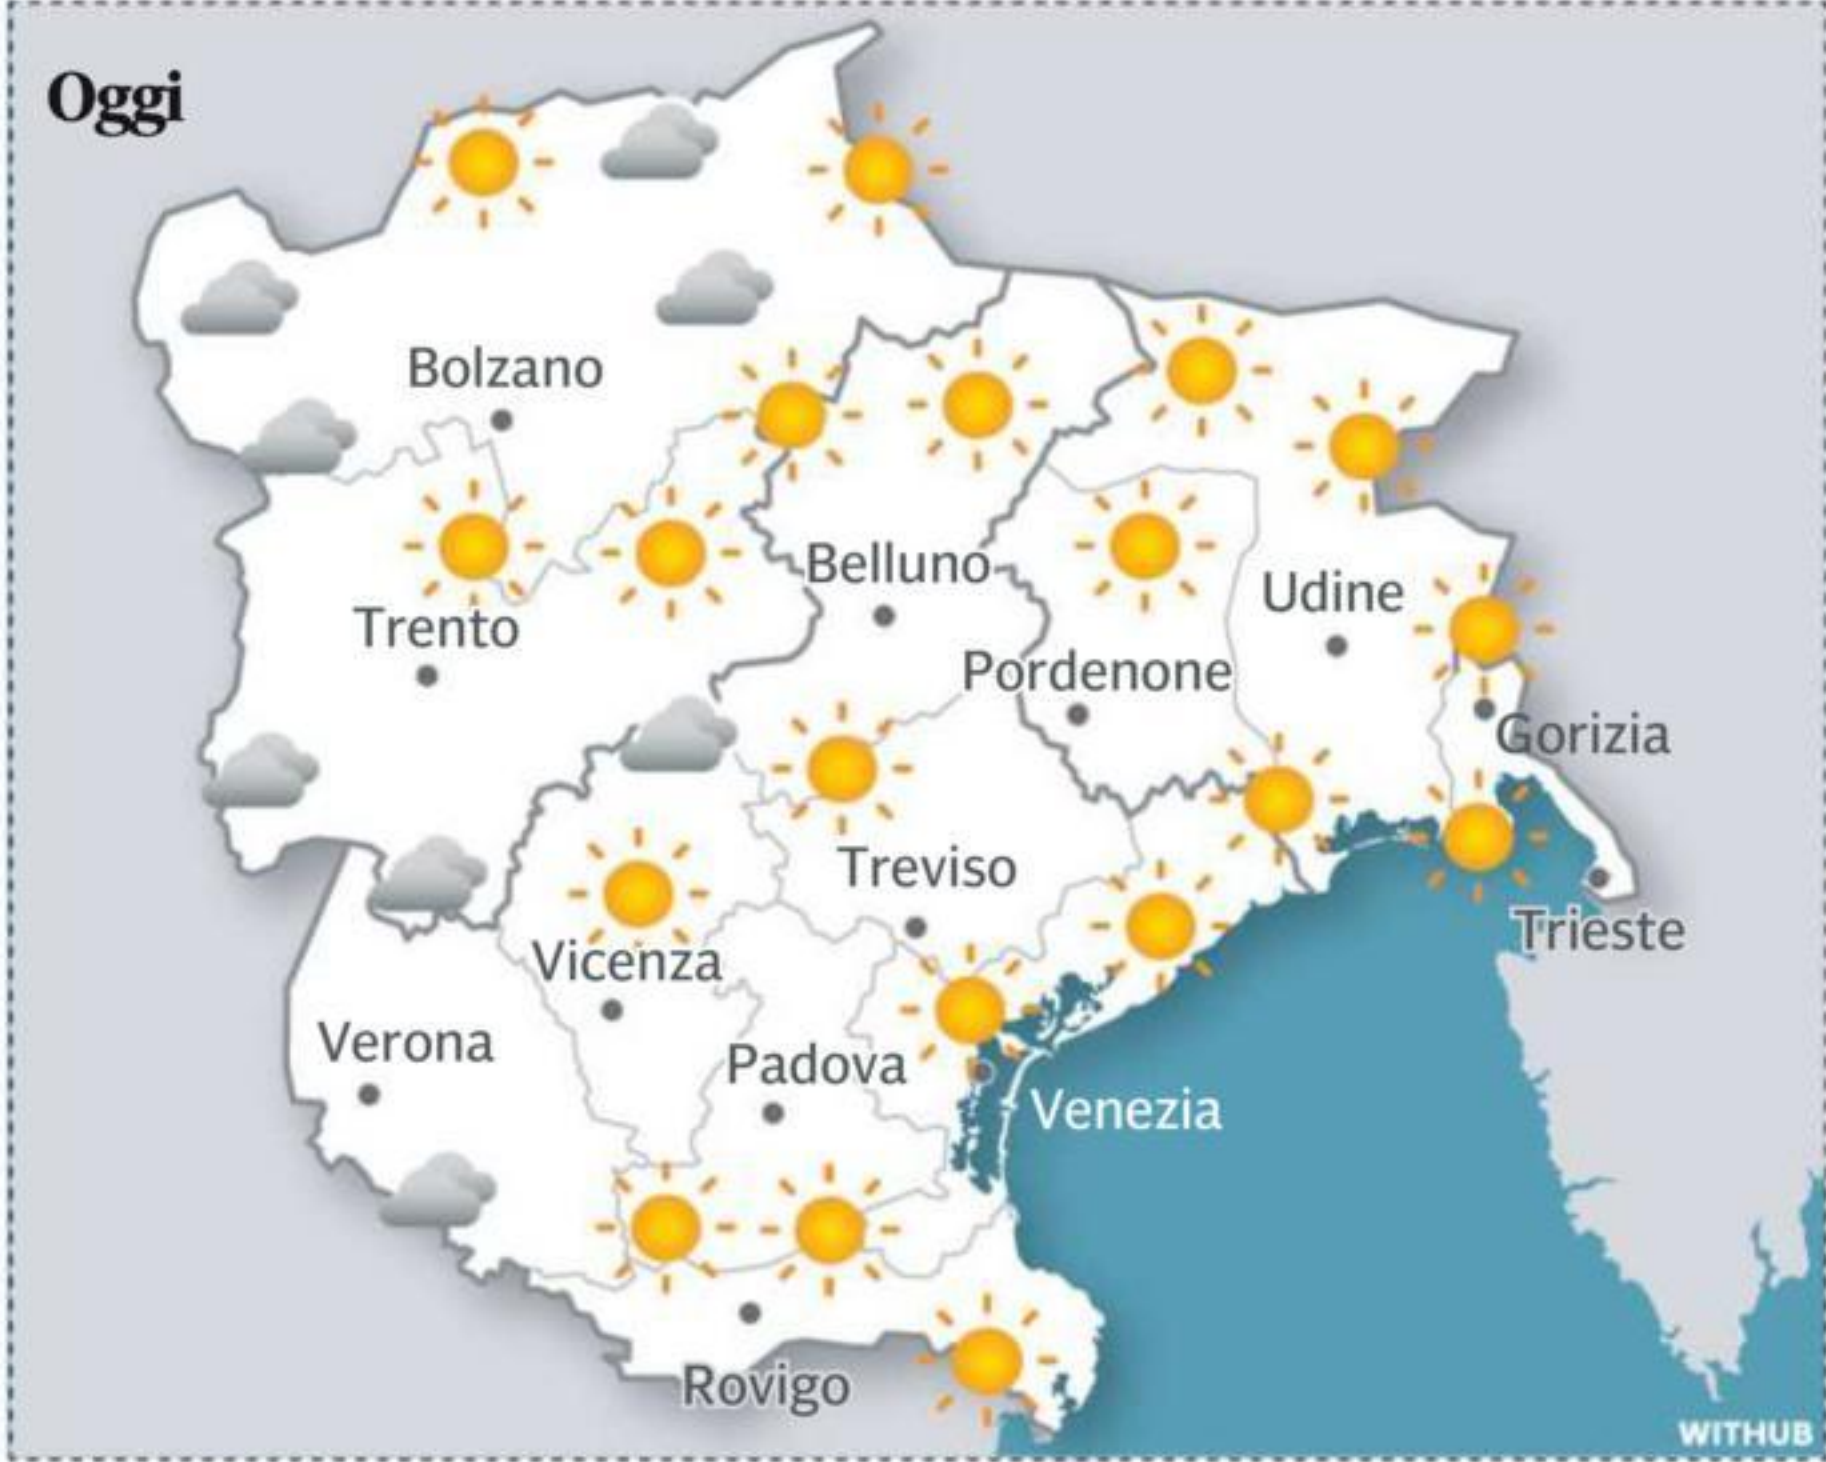 Oggi
Bolzano
Trento
Belluno
Udine
Pordenone
Gorizia
Treviso
Trieste
Vicenza
Verona
Padova
Venezia
Rovigo
WITHUB